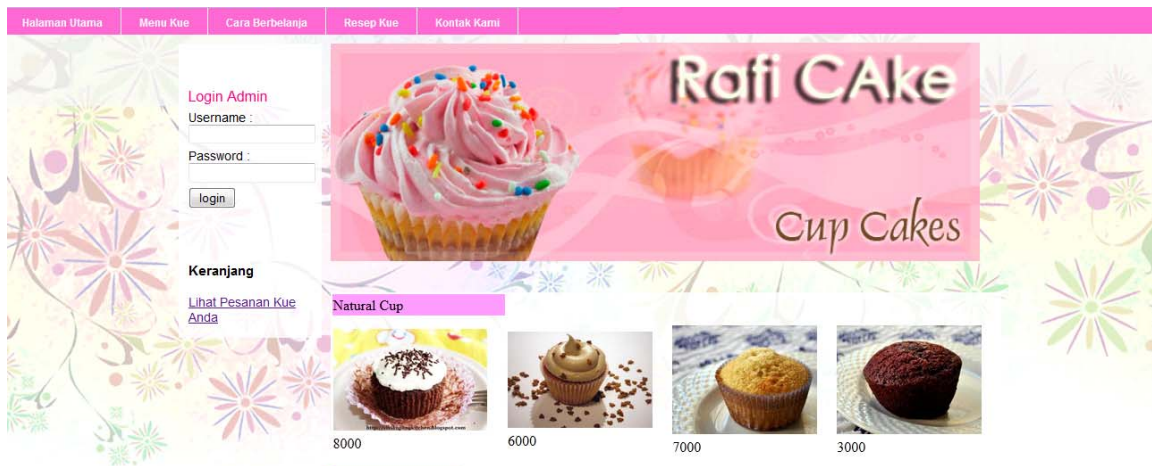 Halaman Utama
Menu Kue
Cara Berbelanja
Resep Kue
Kontak Kami
Login Admin
Username :
Password :
login
Keranjang
Lihat Pesanan Kue
Anda
Rafi CAke
Cup Cakes
Natural Cup
8000
6000
7000
3000